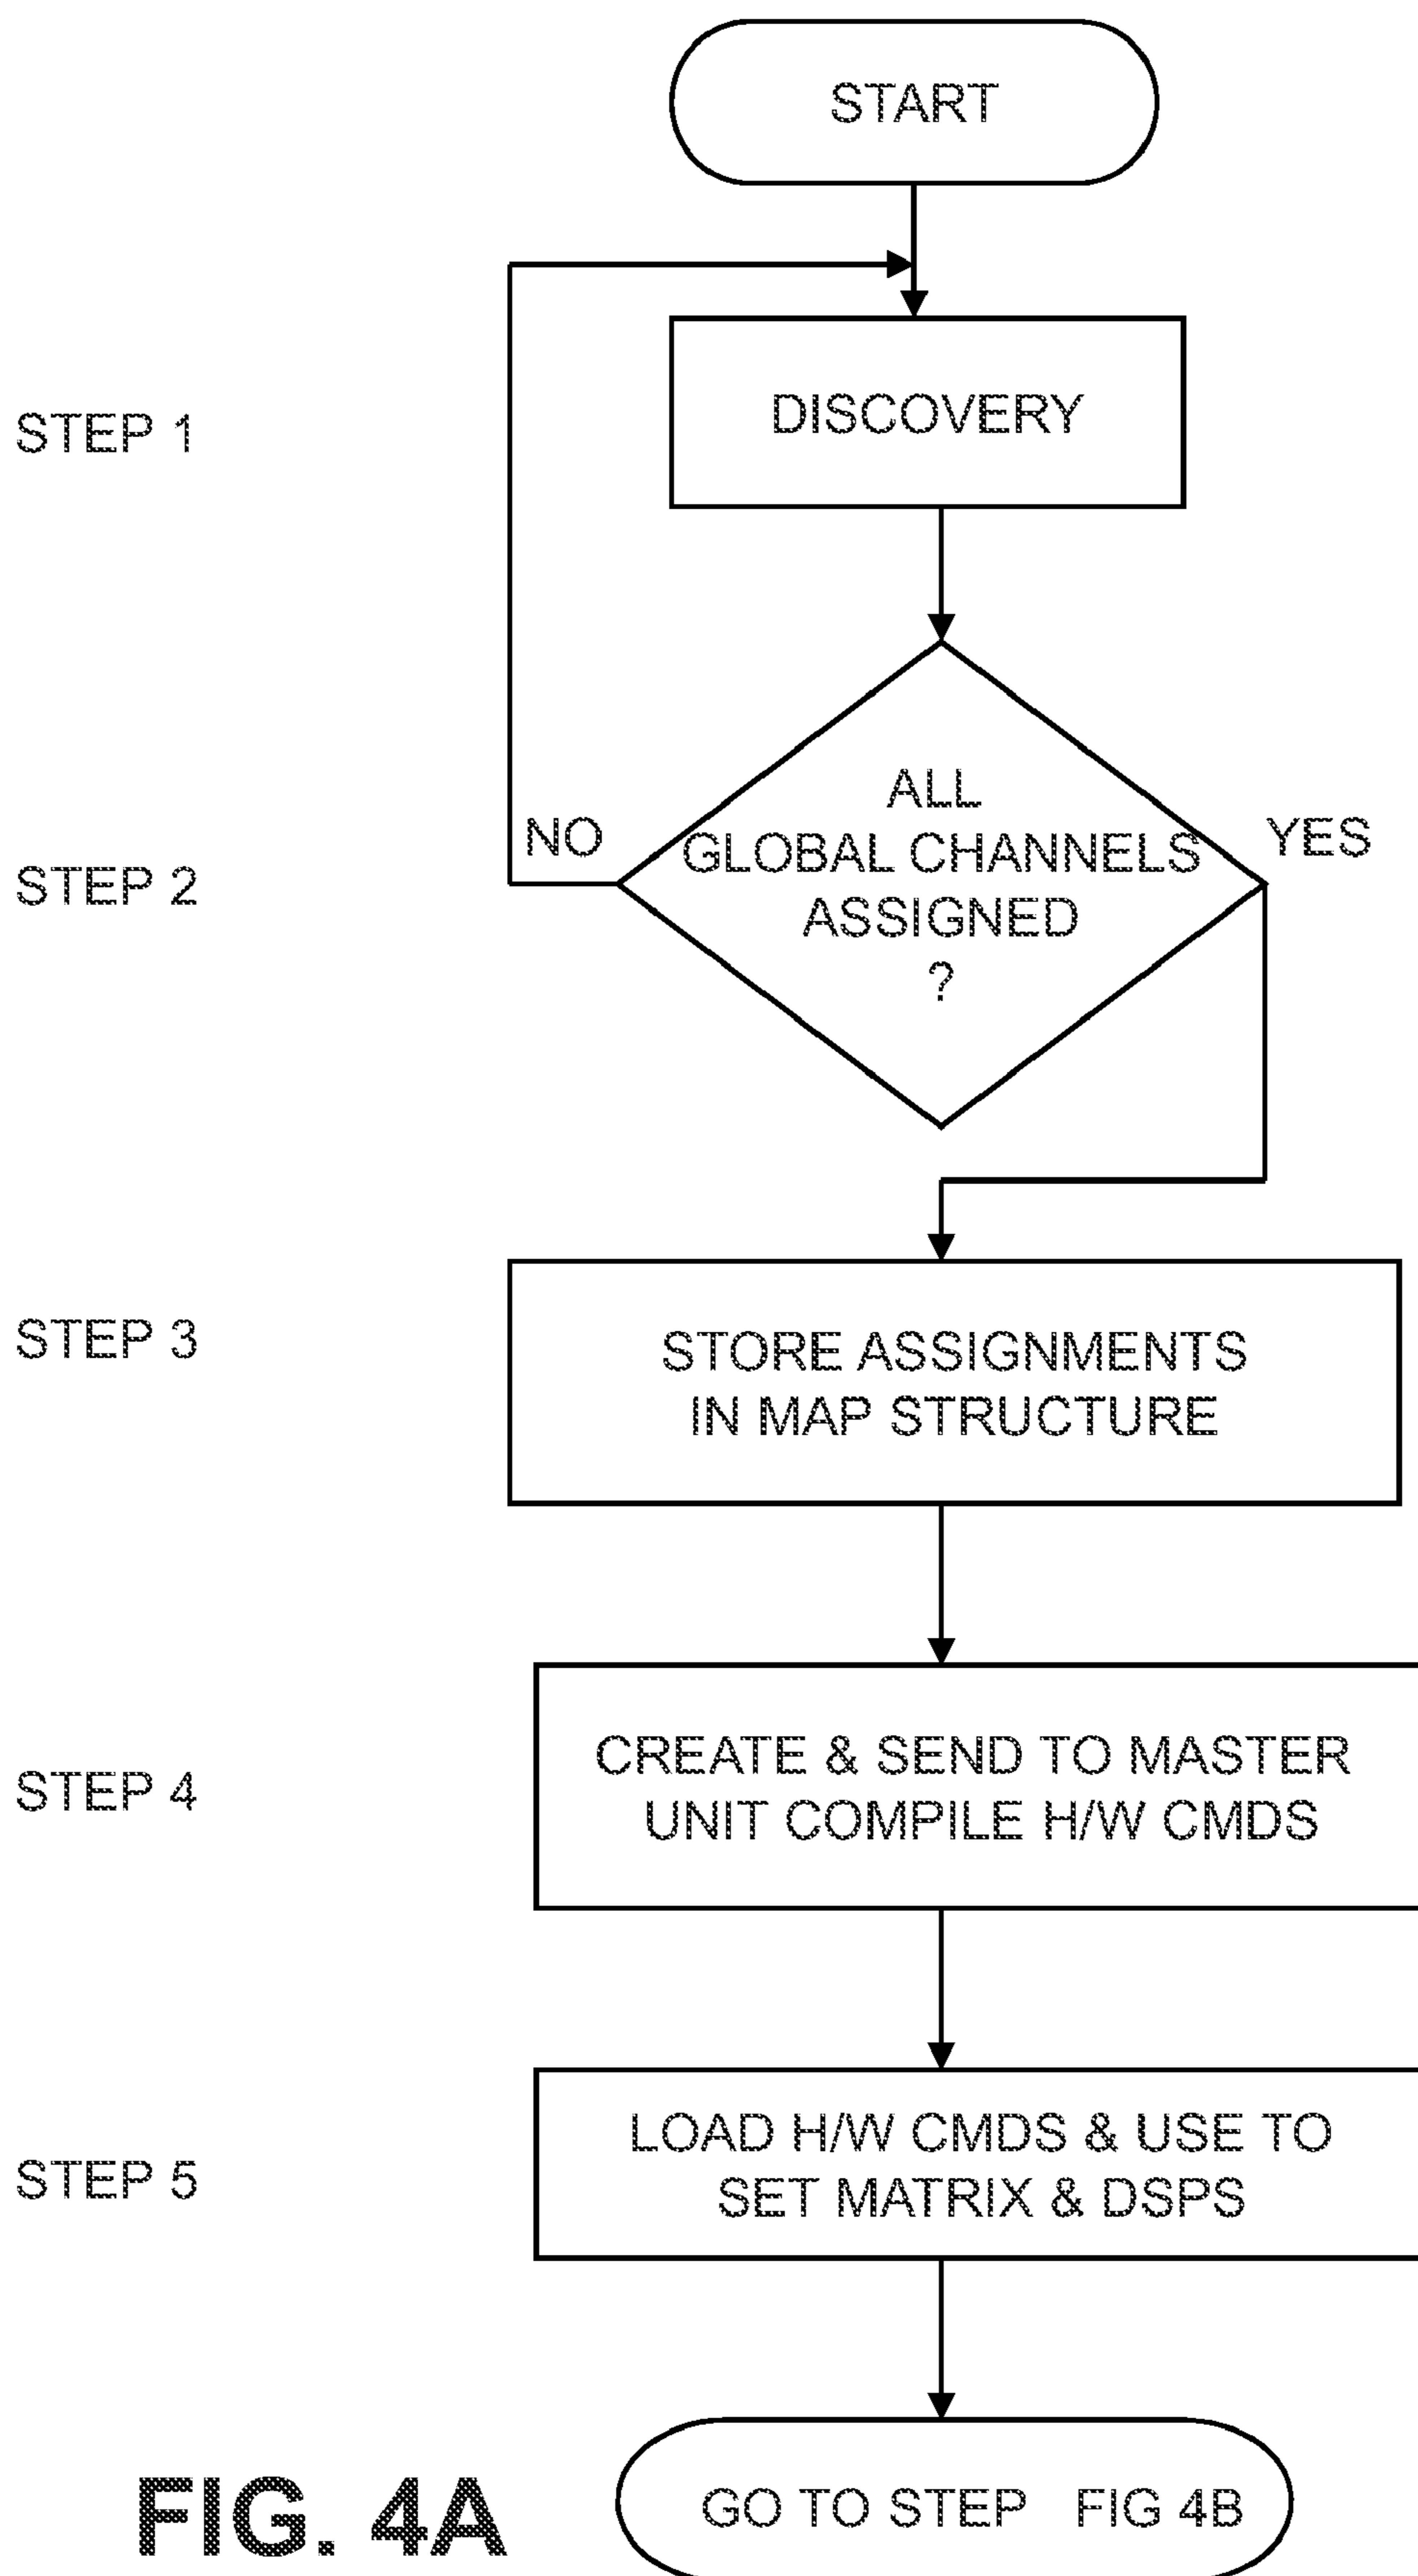 START
STEP 1
DISCOVERY
STEP 2
NO
ALL
GLOBAL CHANNELS
ASSIGNED
?
YES
STEP 3
STORE ASSIGNMENTS
IN MAP STRUCTURE
STEP 4
CREATE & SEND TO MASTER
UNIT COMPILE H/W CMDS
STEP 5
LOAD H/W CMDS & USE TO
SET MATRIX & DSPS
FIG. 4A
GO TO STEP FIG 4B